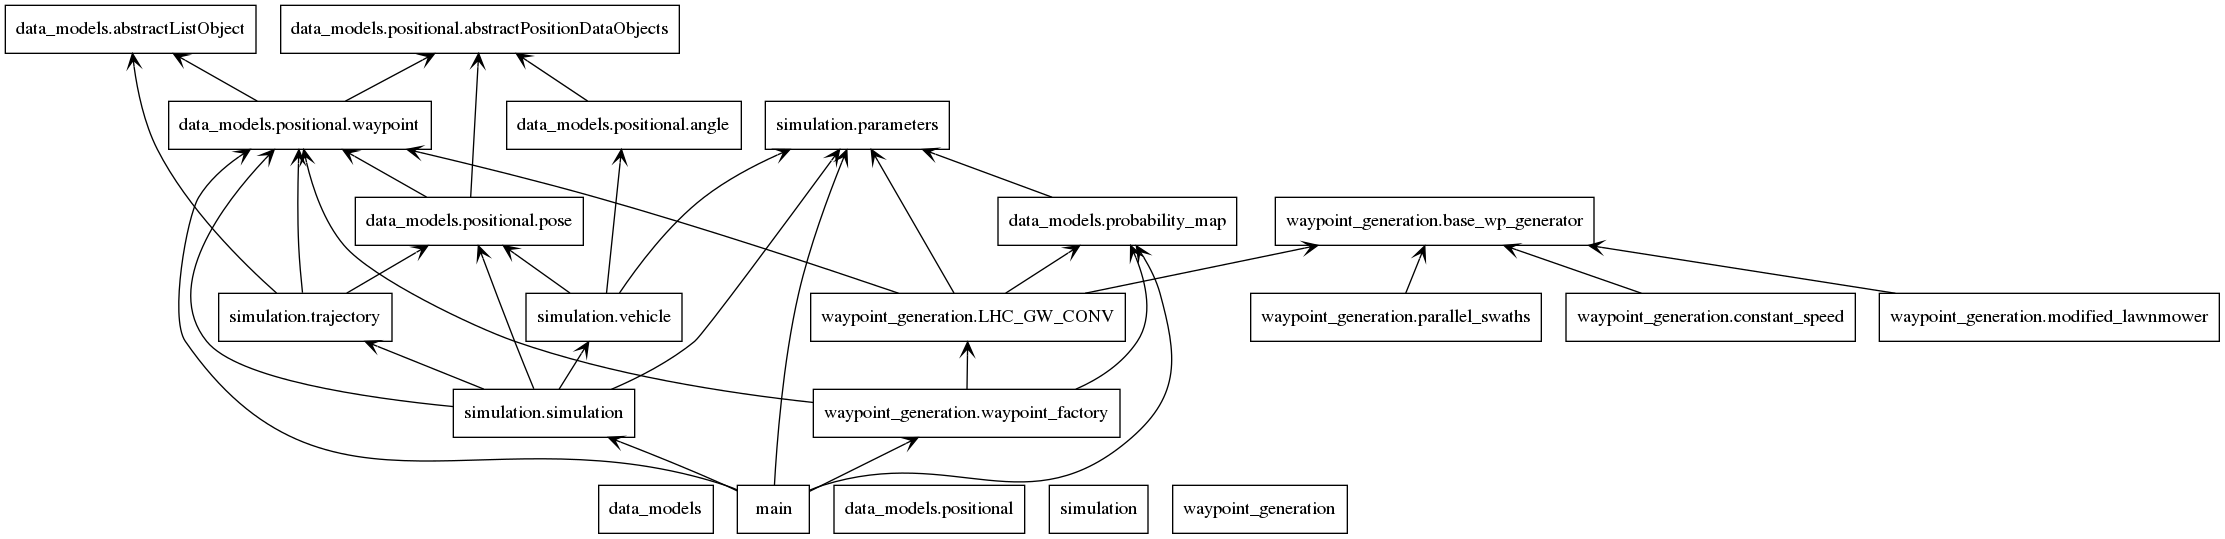 data_models.abstractListObject
data_models.positional.abstractPositionDataObjects
data_models.positional.waypoint
data_models.positional.angle
simulation.parameters
data_models.positional.pose
data_models.probability_map
waypoint_generation.base_wp_generator
simulation.trajectory
simulation.vehicle
waypoint_generation.LHC_GW_CONV
waypoint_generation.parallel_swaths
waypoint_generation.constant_speed
waypoint_generation.modified_lawnmower
simulation.simulation
waypoint_generation.waypoint_factory
data_models
main
data_models.positional
simulation
waypoint_generation